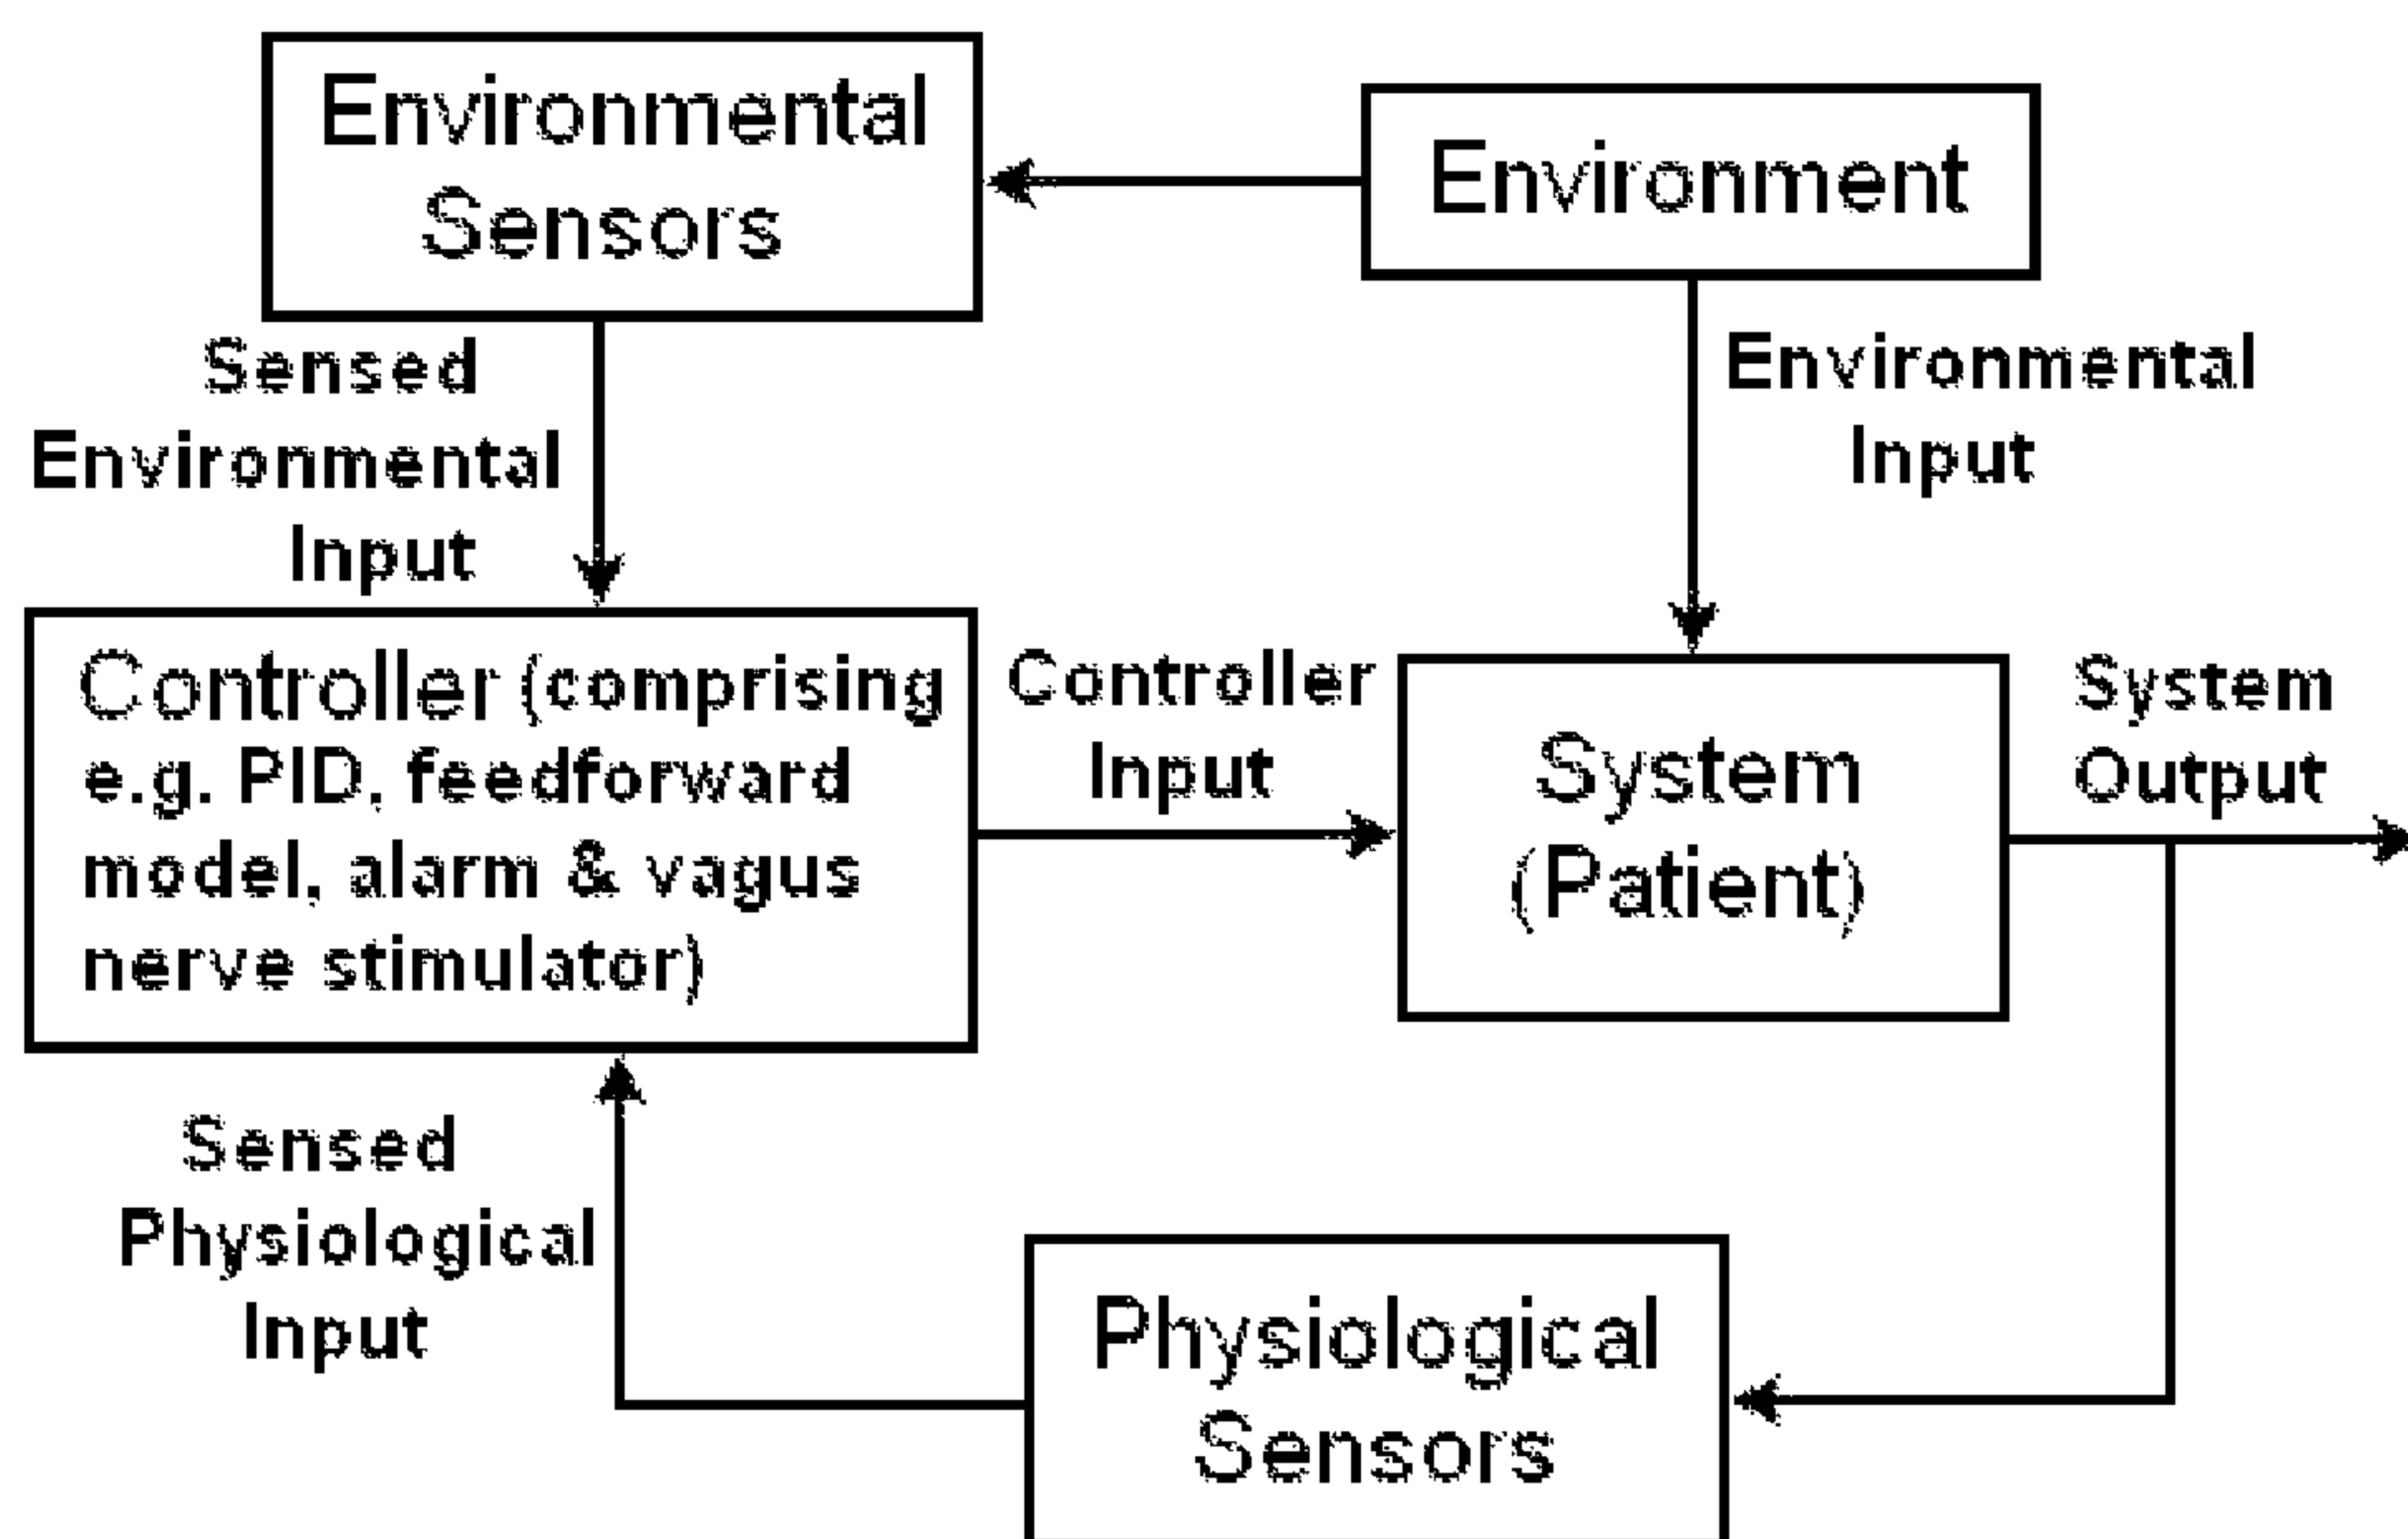 Environmental
Sensors
Environment
Sensed
Environmental
Input
Environmental
Input
Controller (comprising
e.g. PID, feedforward
model, alarm & vagus
nerve stimulator)
Controller
Input
System
(Patient)
System
Output
Sensed
Physiological
Input
Physiological
Sensors